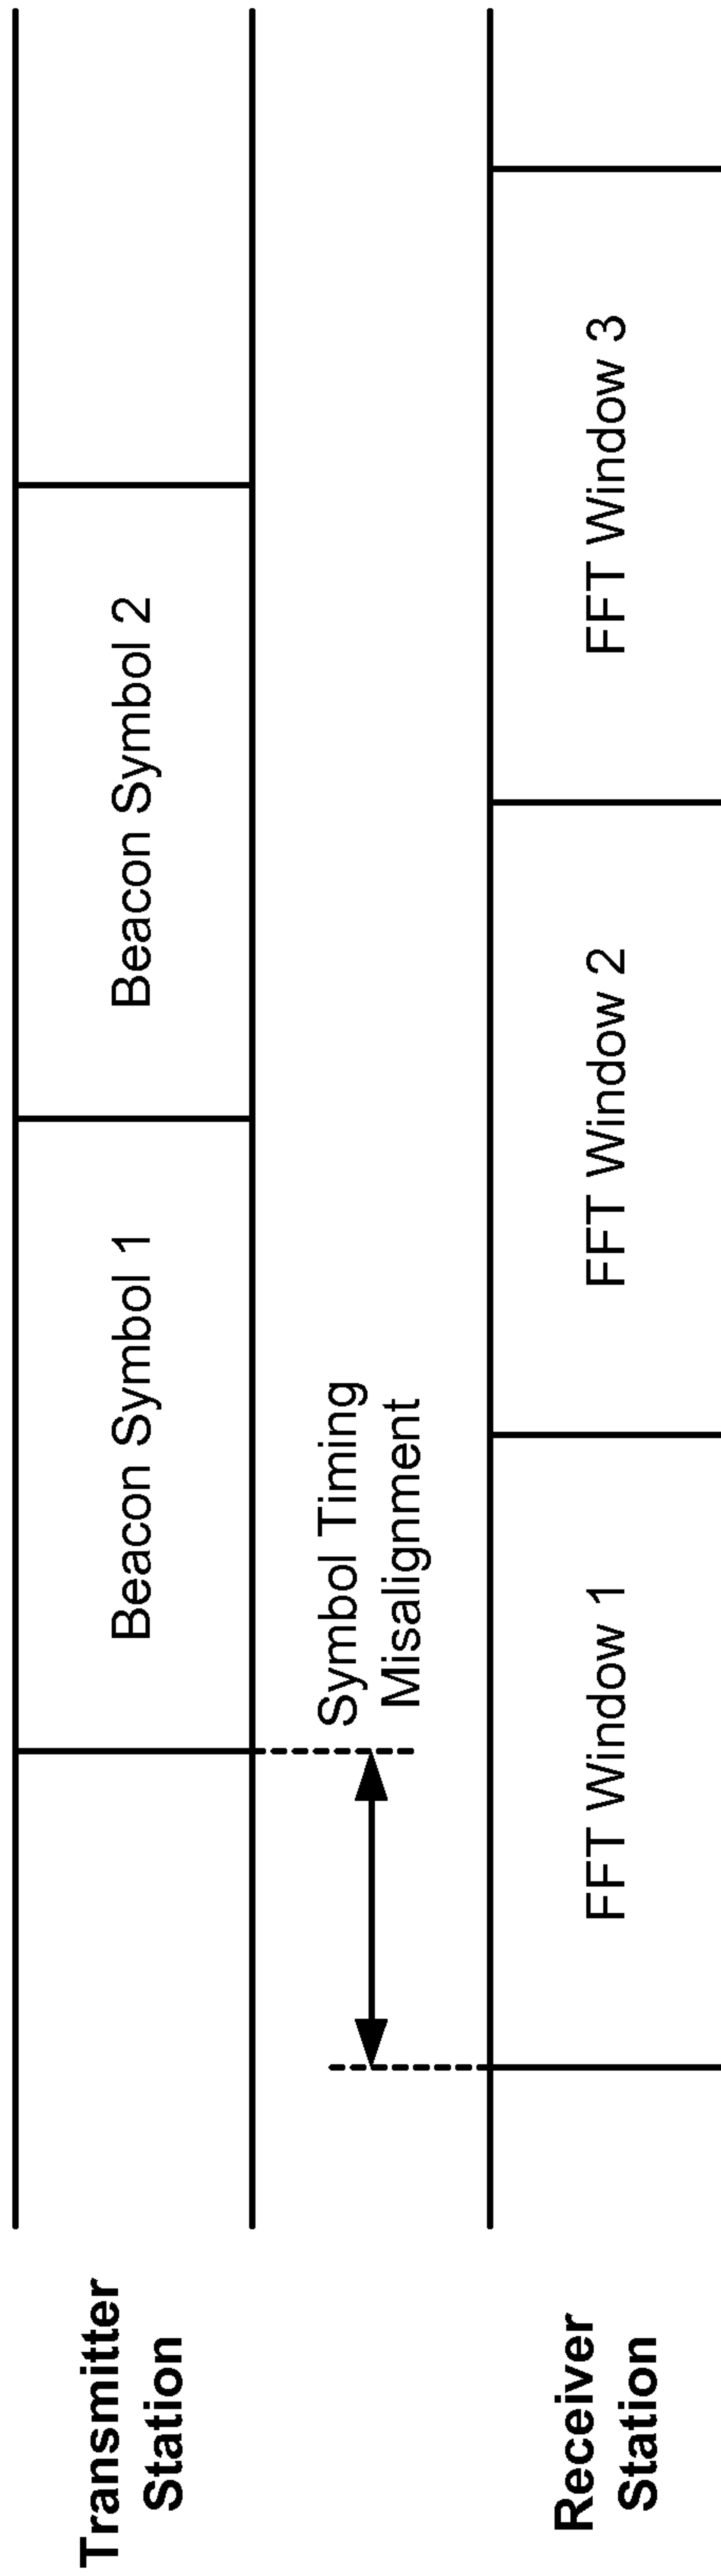 Transmitter
Station
Beacon Symbol 1
Beacon Symbol 2
Symbol Timing
Misalignment
Receiver
Station
FFT Window 1
FFT Window 2
FFT Window 3